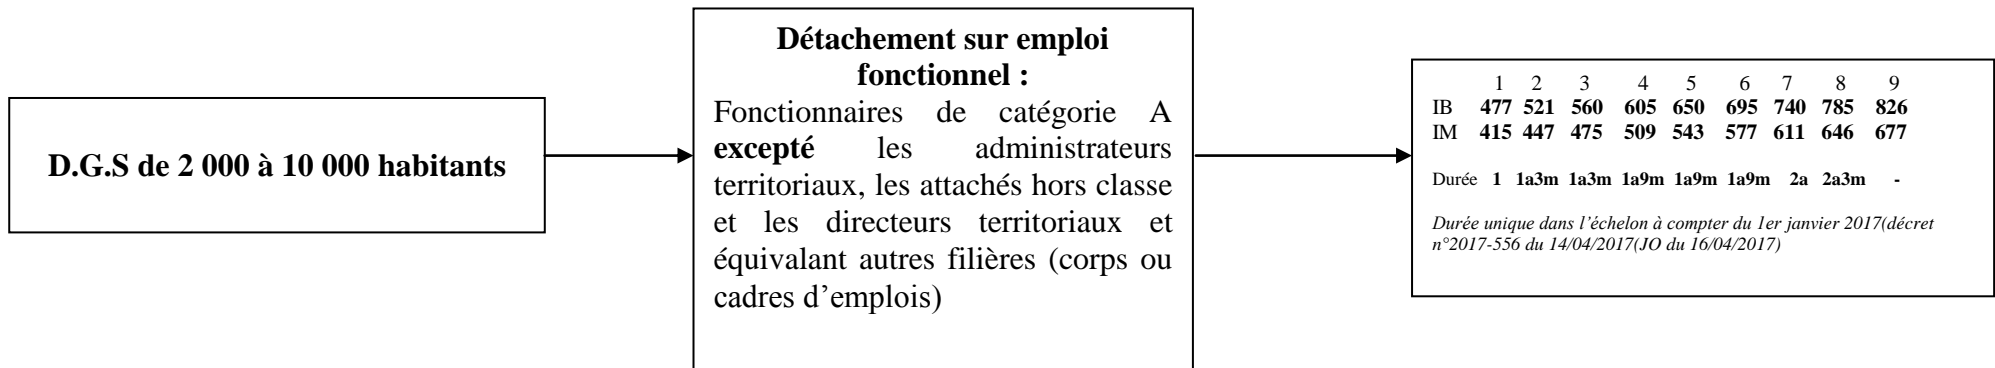 D.G.S de 2 000 à 10 000 habitants
Détachement sur emploi
fonctionnel :
Fonctionnaires de catégorie A
excepté les administrateurs
territoriaux, les attachés hors classe
et les directeurs territoriaux et
équivalant autres filières (corps ou
cadres d’emplois)
1 2 3 4 5 6 7 8 9
IB 477 521 560 605 650 695 740 785 826
IM 415 447 475 509 543 577 611 646 677
Durée 1 1a3m 1a3m 1a9m 1a9m 1a9m 2a 2a3m -
Durée unique dans l’échelon à compter du 1er janvier 2017(décret
n°2017-556 du 14/04/2017(JO du 16/04/2017)